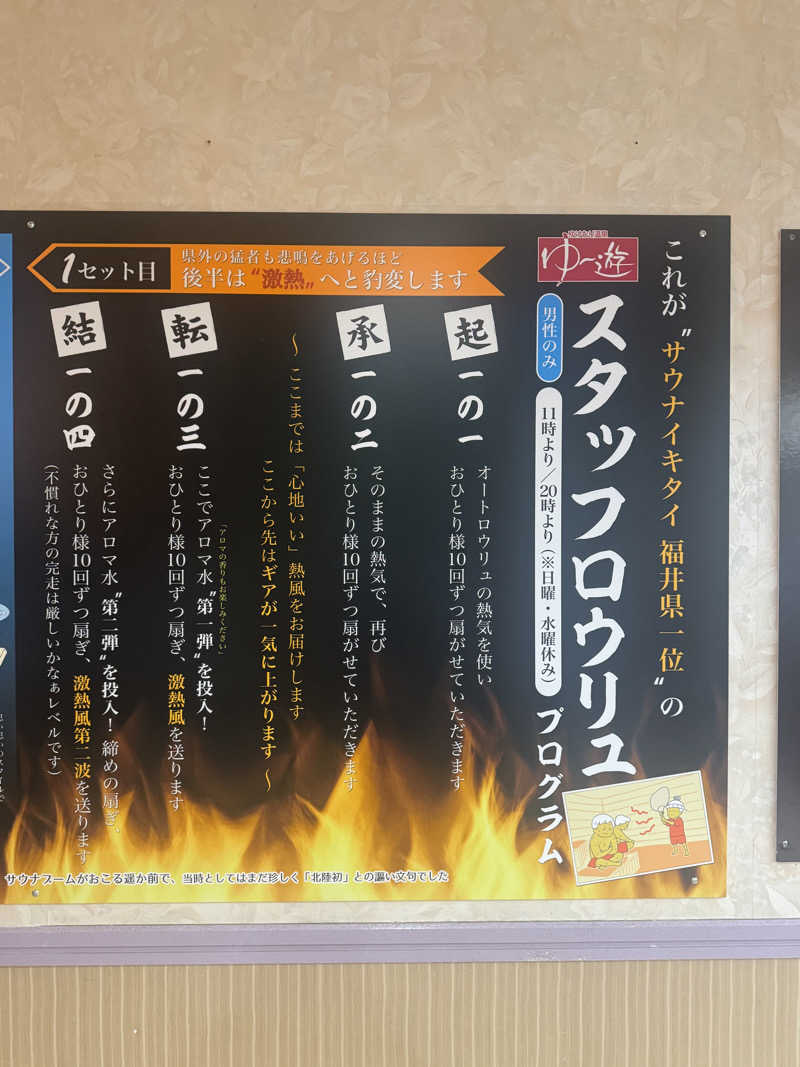 これが“サウナイキタイ 福井県一位”の
ゆ〜遊
スタッフロウリュ
プログラム
男性のみ
11時より／20時より（※日曜・水曜休み）
1セット目
県外の猛者も悲鳴をあげるほど
後半は“激熱”へと豹変します
起
一の一
オートロウリュの熱気を使い
おひとり様10回ずつ扇がせていただきます
承
一の二
そのままの熱気で、再び
おひとり様10回ずつ扇がせていただきます
〜 ここまでは「心地いい」熱風をお届けします
ここから先はギアが一気に上がります 〜
転
一の三
「アロマの香りもお楽しみください」
ここでアロマ水“第一弾”を投入！
おひとり様10回ずつ扇ぎ、激熱風を送ります
結
一の四
さらにアロマ水“第二弾”を投入！締めの扇ぎ、
おひとり様10回ずつ扇ぎ、激熱風第二波を送ります
（不慣れな方の完走は厳しいかなぁレベルです）
サウナブームがおこる遥か前で、当時としてはまだ珍しく「北陸初」との謳い文句でした